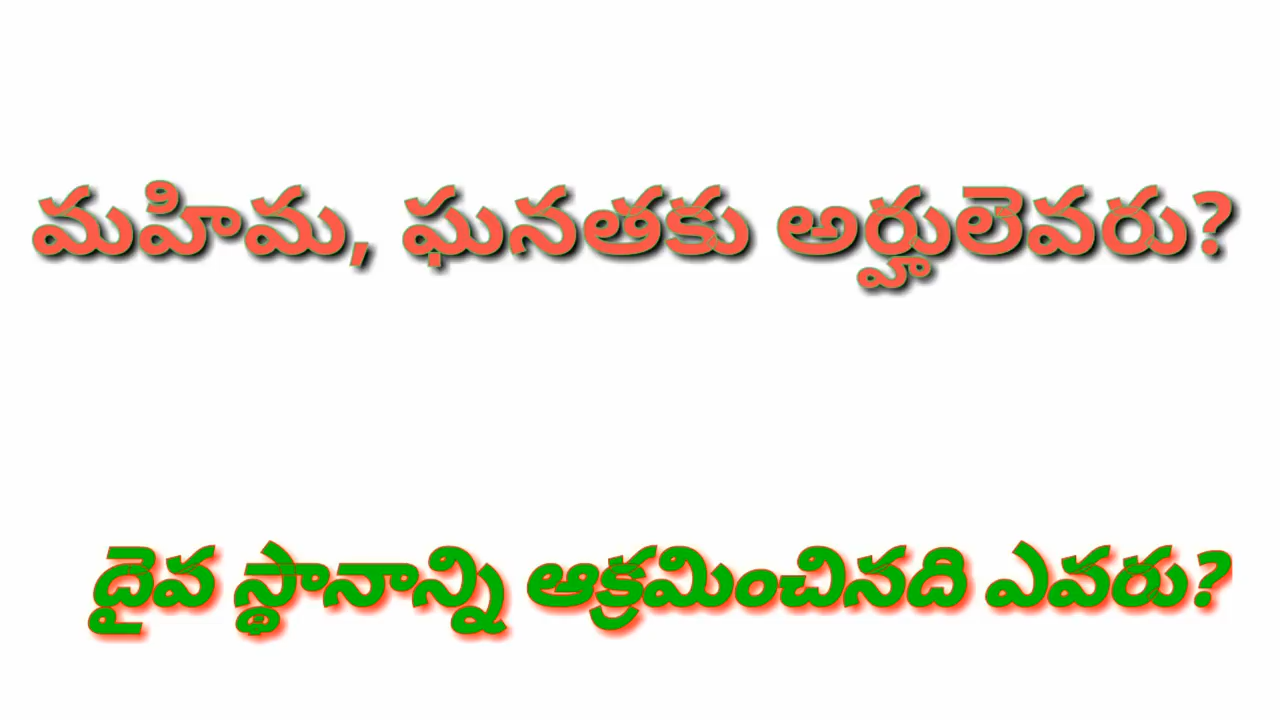 మహిమ, ఘనతకు అర్హులెవరు?
దైవ స్థానాన్ని ఆక్రమించినది ఎవరు?